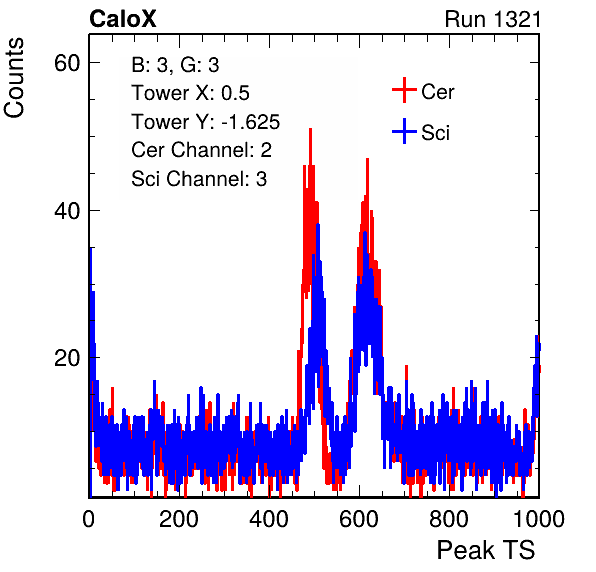 CaloX
Run 1321
Counts
60
40
20
B: 3, G: 3
Tower X: 0.5
Tower Y: -1.625
Cer Channel: 2
Sci Channel: 3
Cer
Sci
0 200 400 600 800 1000
Peak TS